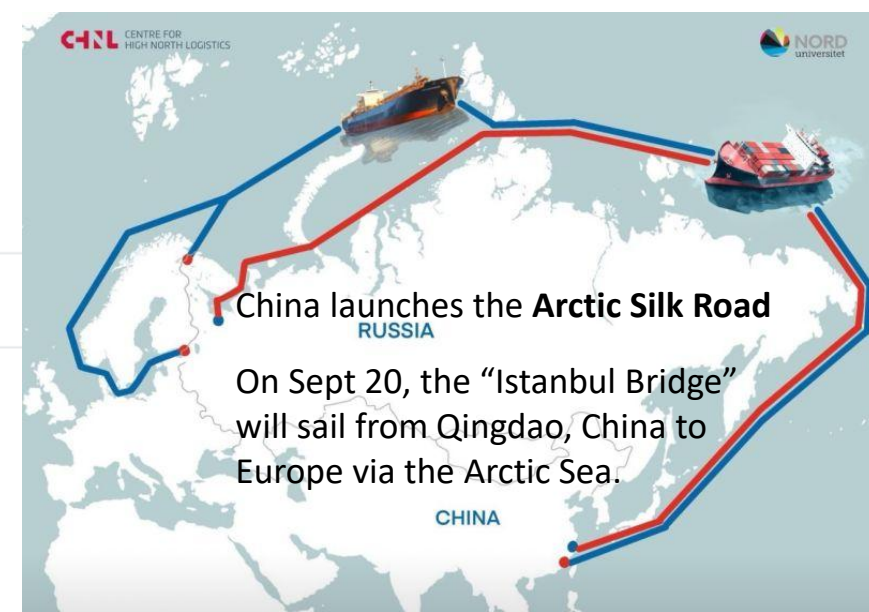 CHNL CENTRE FOR
HIGH NORTH LOGISTICS
NORD
universitet
China launches the Arctic Silk Road
RUSSIA
On Sept 20, the “Istanbul Bridge”
will sail from Qingdao, China to
Europe via the Arctic Sea.
CHINA